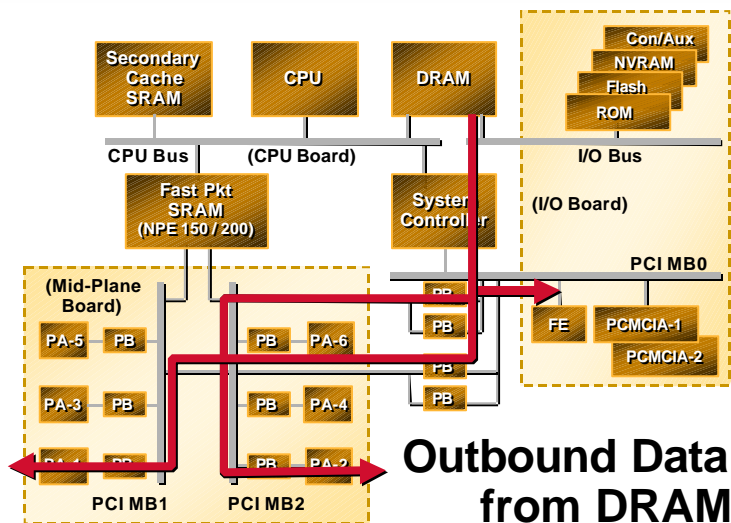 Secondary
Cache
SRAM
CPU
DRAM
Con/Aux
NVRAM
Flash
ROM
CPU Bus
(CPU Board)
I/O Bus
Fast Pkt
SRAM
(NPE 150 / 200)
System
Controller
(I/O Board)
PCI MB0
(Mid-Plane
Board)
PB
PB
PB
PB
FE
PCMCIA-1
PCMCIA-2
PA-5
PB
PB
PA-6
PA-3
PB
PB
PA-4
PA-1
PB
PB
PA-2
PCI MB1
PCI MB2
Outbound Data
from DRAM